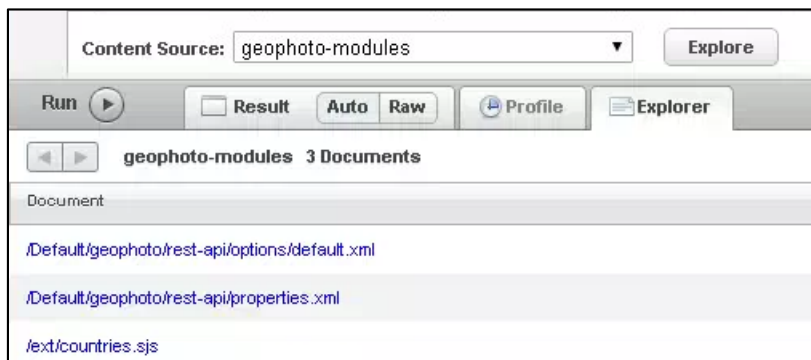 Content Source: geophoto-modules Explore
Run Result Auto Raw Profile Explorer
geophoto-modules 3 Documents
Document
/Default/geophoto/rest-api/options/default.xml
/Default/geophoto/rest-api/properties.xml
/ext/countries.sjs